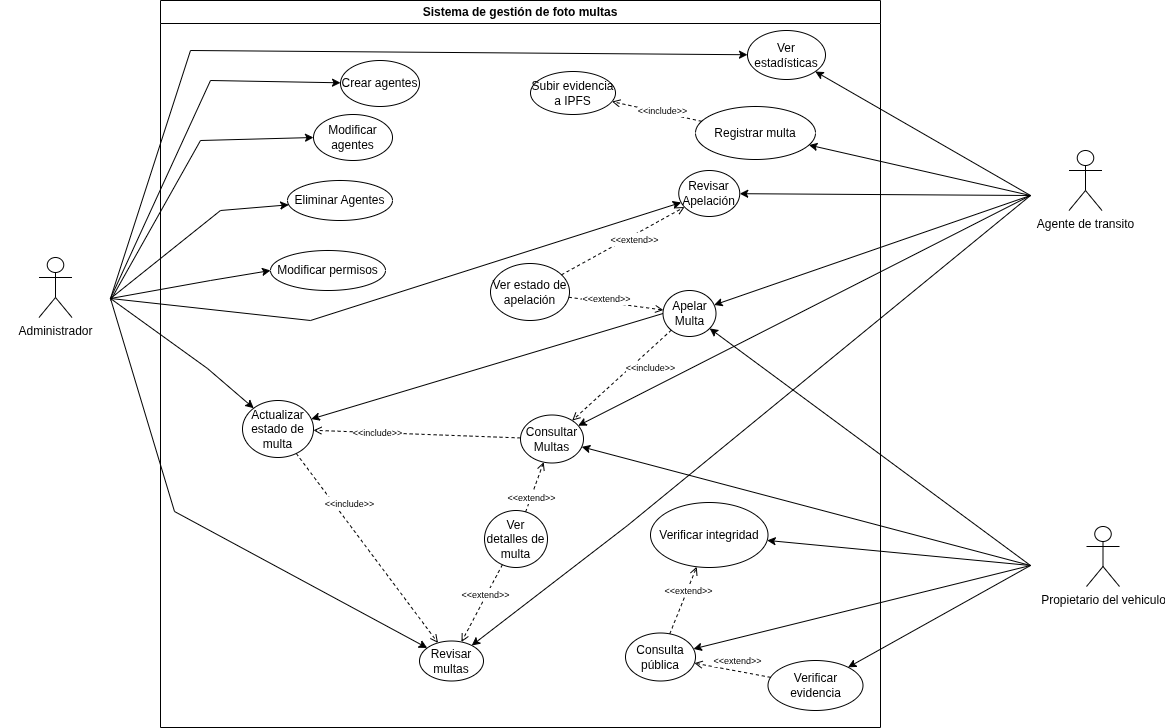 Sistema de gestión de foto multas
Ver
estadísticas
Crear agentes
Subir evidencia
a IPFS
<<include>>
Registrar multa
Modificar
agentes
Revisar
Apelación
Eliminar Agentes
Agente de transito
<<extend>>
Modificar permisos
Ver estado de
apelación
<<extend>>
Apelar
Multa
Administrador
<<include>>
Actualizar
estado de
multa
<<include>>
Consultar
Multas
<<extend>>
<<include>>
Ver
detalles de
multa
Verificar integridad
<<extend>>
<<extend>>
Propietario del vehiculo
Revisar
multas
Consulta
pública
<<extend>>
Verificar
evidencia